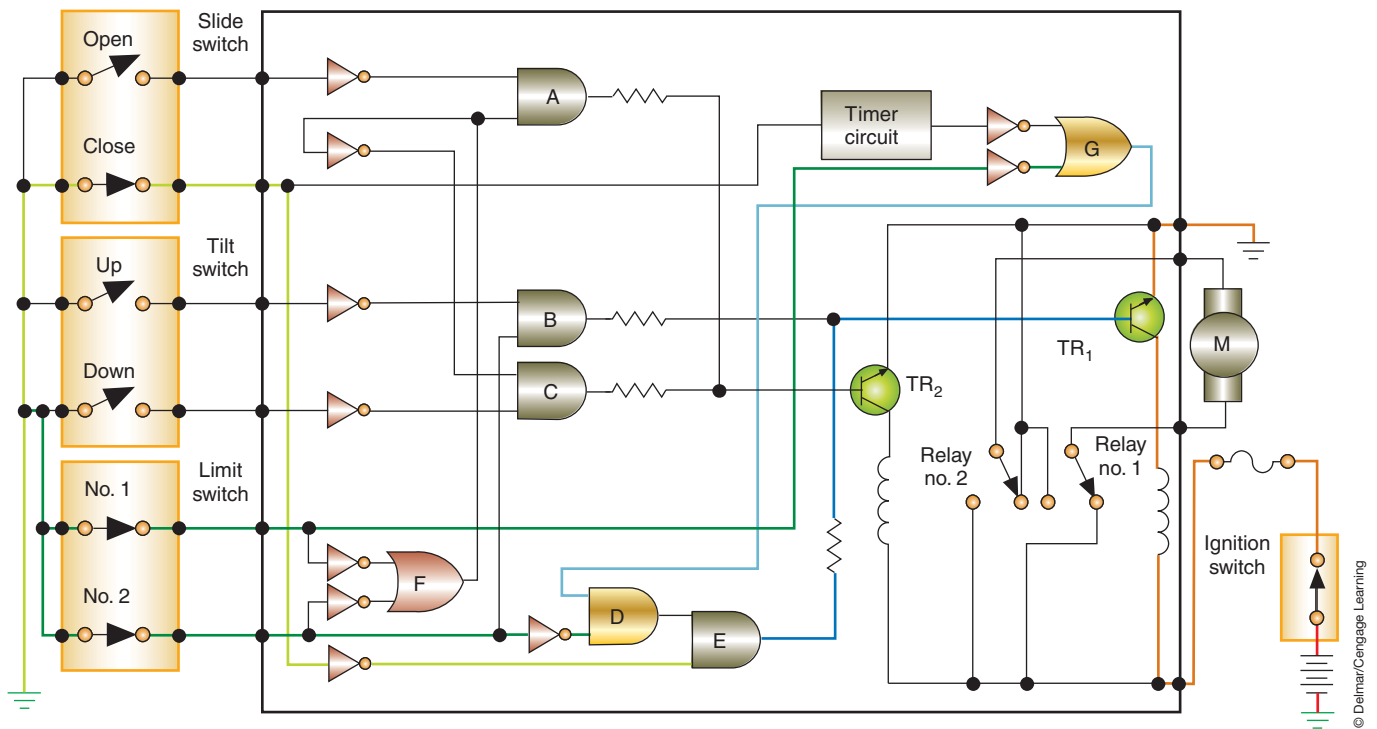 Slide
switch
Open
Close
Tilt
switch
Up
Down
Limit
switch
No. 1
No. 2
A
B
C
F
D
E
Timer
circuit
G
TR1
TR2
M
Relay
no. 2
Relay
no. 1
Ignition
switch
© Delmar/Cengage Learning